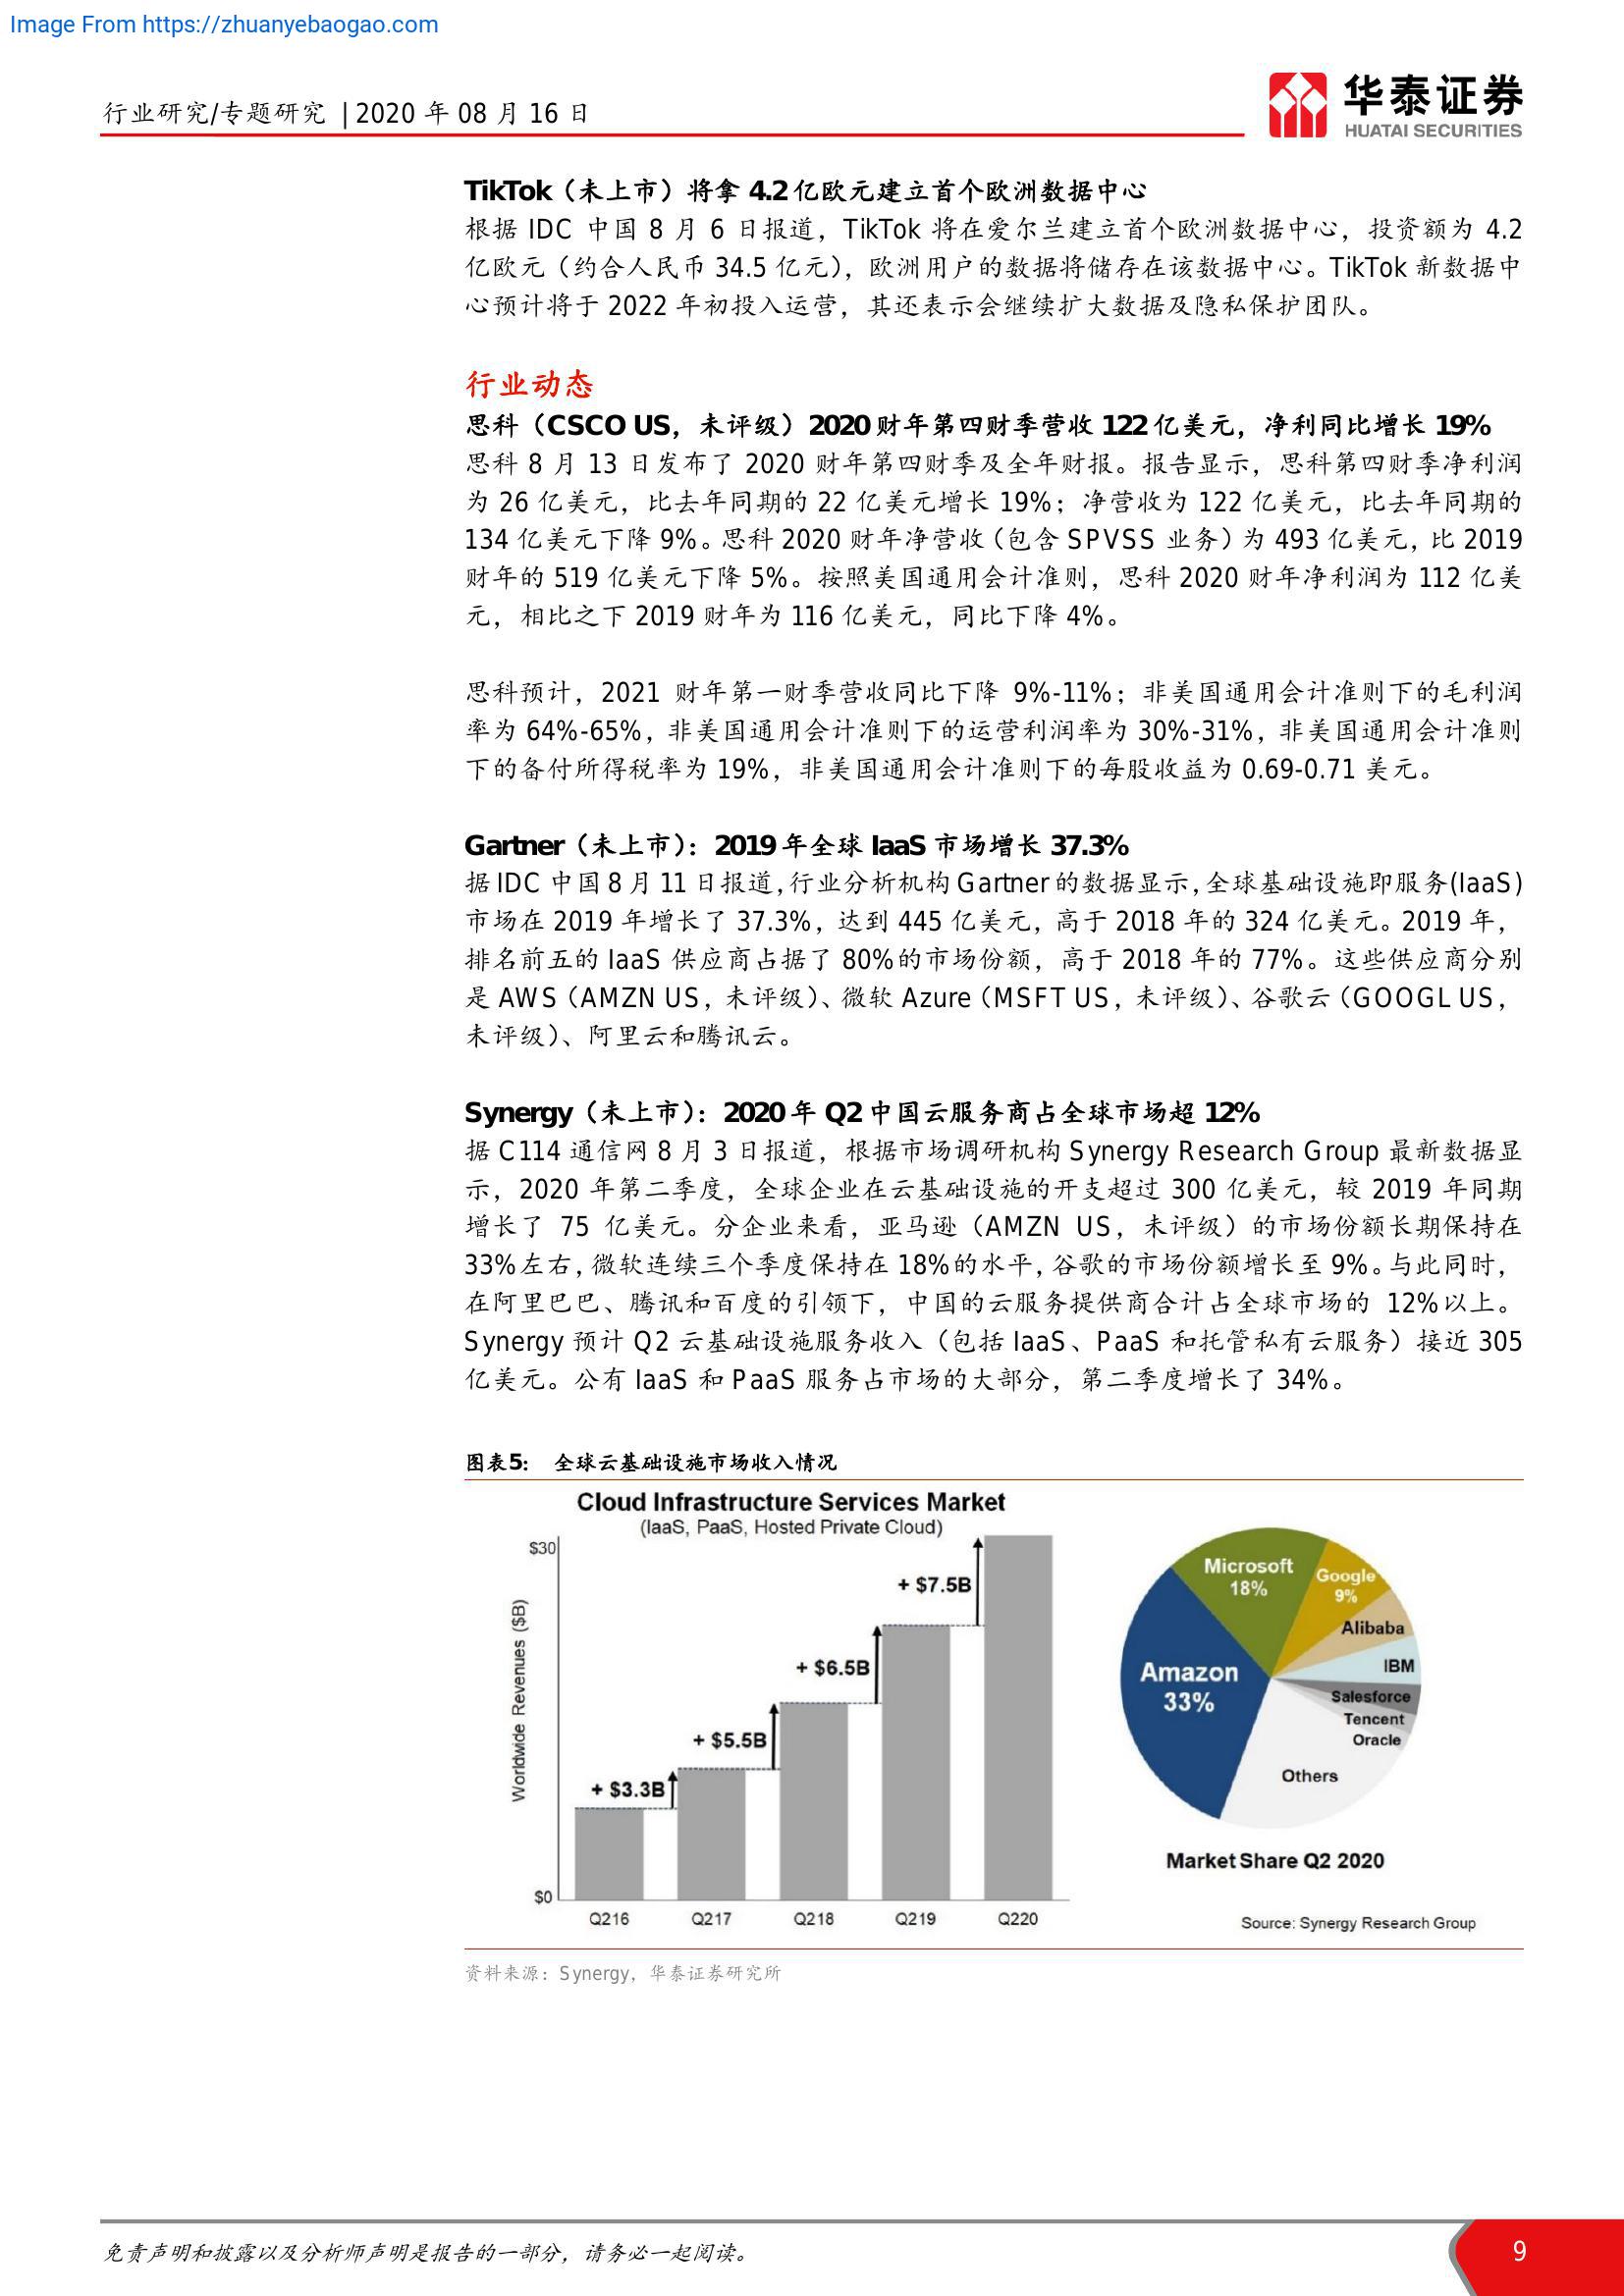 Image From https://zhuanyebaogao.com
行业研究/专题研究 | 2020 年 08 月 16 日
华泰证券
HUATAI SECURITIES
TikTok（未上市）将拿 4.2 亿欧元建立首个欧洲数据中心
根据 IDC 中国 8 月 6 日报道，TikTok 将在爱尔兰建立首个欧洲数据中心，投资额为 4.2
亿欧元（约合人民币 34.5 亿元），欧洲用户的数据将储存在该数据中心。TikTok 新数据中
心预计将于 2022 年初投入运营，其还表示会继续扩大数据及隐私保护团队。
行业动态
思科（CSCO US，未评级）2020 财年第四财季营收 122 亿美元，净利同比增长 19%
思科 8 月 13 日发布了 2020 财年第四财季及全年财报。报告显示，思科第四财季净利润
为 26 亿美元，比去年同期的 22 亿美元增长 19%；净营收为 122 亿美元，比去年同期的
134 亿美元下降 9%。思科 2020 财年净营收（包含 SPVSS 业务）为 493 亿美元，比 2019
财年的 519 亿美元下降 5%。按照美国通用会计准则，思科 2020 财年净利润为 112 亿美
元，相比之下 2019 财年为 116 亿美元，同比下降 4%。
思科预计，2021 财年第一财季营收同比下降 9%-11%；非美国通用会计准则下的毛利润
率为 64%-65%，非美国通用会计准则下的运营利润率为 30%-31%，非美国通用会计准则
下的备付所得税率为 19%，非美国通用会计准则下的每股收益为 0.69-0.71 美元。
Gartner（未上市）：2019 年全球 IaaS 市场增长 37.3%
据 IDC 中国 8 月 11 日报道，行业分析机构 Gartner 的数据显示，全球基础设施即服务(IaaS)
市场在 2019 年增长了 37.3%，达到 445 亿美元，高于 2018 年的 324 亿美元。2019 年，
排名前五的 IaaS 供应商占据了 80%的市场份额，高于 2018 年的 77%。这些供应商分别
是 AWS（AMZN US，未评级）、微软 Azure（MSFT US，未评级）、谷歌云（GOOGL US，
未评级）、阿里云和腾讯云。
Synergy（未上市）：2020 年 Q2 中国云服务商占全球市场超 12%
据 C114 通信网 8 月 3 日报道，根据市场调研机构 Synergy Research Group 最新数据显
示，2020 年第二季度，全球企业在云基础设施的开支超过 300 亿美元，较 2019 年同期
增长了 75 亿美元。分企业来看，亚马逊（AMZN US，未评级）的市场份额长期保持在
33%左右，微软连续三个季度保持在 18%的水平，谷歌的市场份额增长至 9%。与此同时，
在阿里巴巴、腾讯和百度的引领下，中国的云服务提供商合计占全球市场的 12%以上。
Synergy 预计 Q2 云基础设施服务收入（包括 IaaS、PaaS 和托管私有云服务）接近 305
亿美元。公有 IaaS 和 PaaS 服务占市场的大部分，第二季度增长了 34%。
图表5： 全球云基础设施市场收入情况
Cloud Infrastructure Services Market
(IaaS, PaaS, Hosted Private Cloud)
$30
Worldwide Revenues ($B)
$0
+ $3.3B
+ $5.5B
+ $6.5B
+ $7.5B
Q216 Q217 Q218 Q219 Q220
Microsoft
18%
Google
9%
Alibaba
IBM
Salesforce
Tencent
Oracle
Others
Amazon
33%
Market Share Q2 2020
Source: Synergy Research Group
资料来源：Synergy，华泰证券研究所
免责声明和披露以及分析师声明是报告的一部分，请务必一起阅读。
9